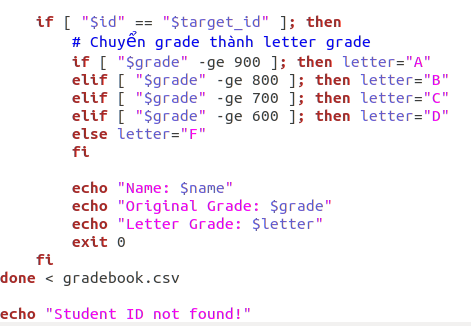 if [ "$id" == "$target_id" ]; then
# Chuyển grade thành letter grade
if [ "$grade" -ge 900 ]; then letter="A"
elif [ "$grade" -ge 800 ]; then letter="B"
elif [ "$grade" -ge 700 ]; then letter="C"
elif [ "$grade" -ge 600 ]; then letter="D"
else letter="F"
fi
echo "Name: $name"
echo "Original Grade: $grade"
echo "Letter Grade: $letter"
exit 0
fi
done < gradebook.csv
echo "Student ID not found!"